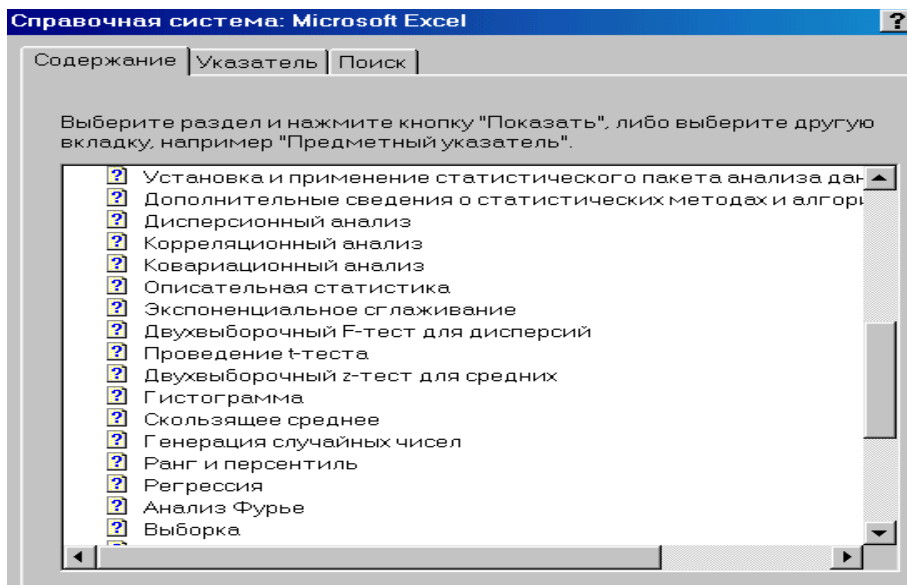 Справочная система: Microsoft Excel
?
Содержание Указатель Поиск
Выберите раздел и нажмите кнопку "Показать", либо выберите другую
вкладку, например "Предметный указатель".
? Установка и применение статистического пакета анализа дан
? Дополнительные сведения о статистических методах и алгори
? Дисперсионный анализ
? Корреляционный анализ
? Ковариационный анализ
? Описательная статистика
? Экспоненциальное сглаживание
? Двухвыборочный F-тест для дисперсий
? Проведение t-теста
? Двухвыборочный z-тест для средних
? Гистограмма
? Скользящее среднее
? Генерация случайных чисел
? Ранг и персентиль
? Регрессия
? Анализ Фурье
? Выборка